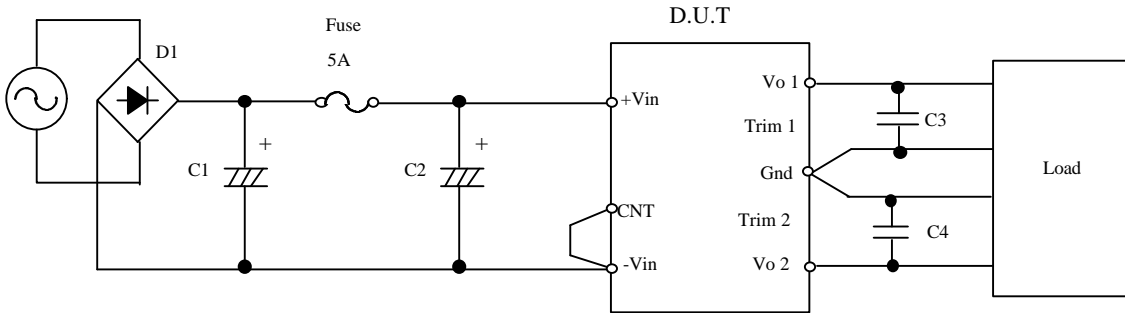 D.U.T
Fuse
5A
D1
Vo 1
+Vin
Trim 1
C3
+
+
C1
C2
Gnd
Load
CNT
Trim 2
C4
-Vin
Vo 2